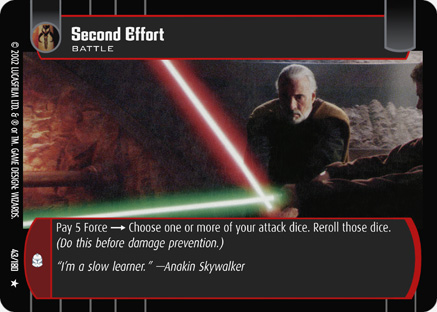 Second Effort
BATTLE
© 2002 LUCASFILM LTD. & ® or TM. GAME DESIGN: WIZARDS.
43/180 ★
Pay 5 Force → Choose one or more of your attack dice. Reroll those dice.
(Do this before damage prevention.)
"I'm a slow learner." —Anakin Skywalker